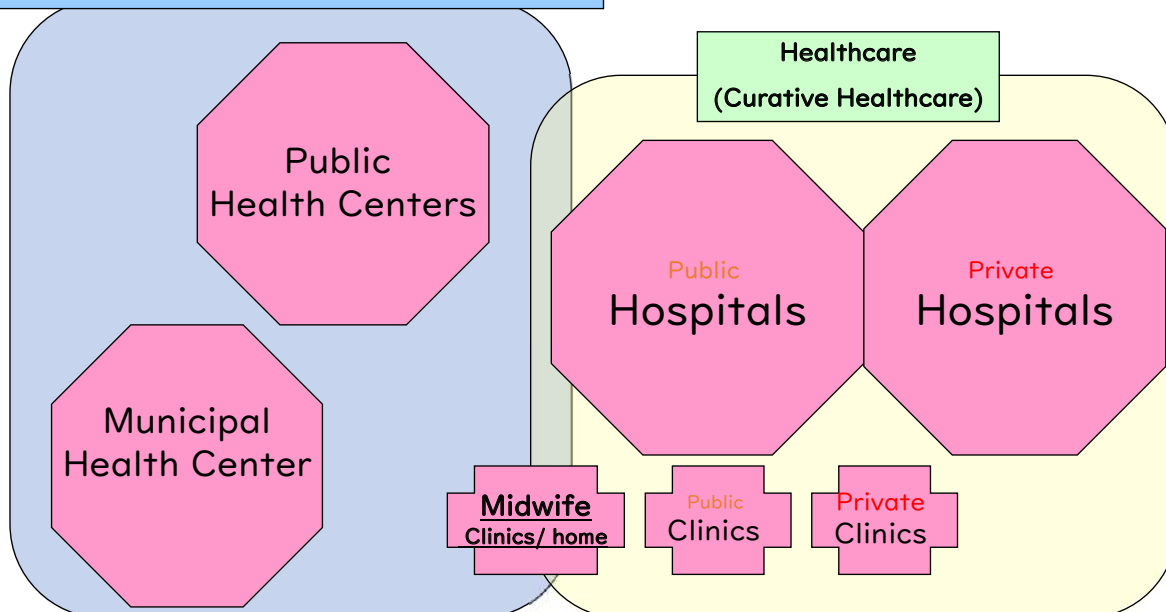 Healthcare
(Curative Healthcare)
Public
Health Centers
Public
Hospitals
Private
Hospitals
Municipal
Health Center
Midwife
Clinics/ home
Public
Clinics
Private
Clinics